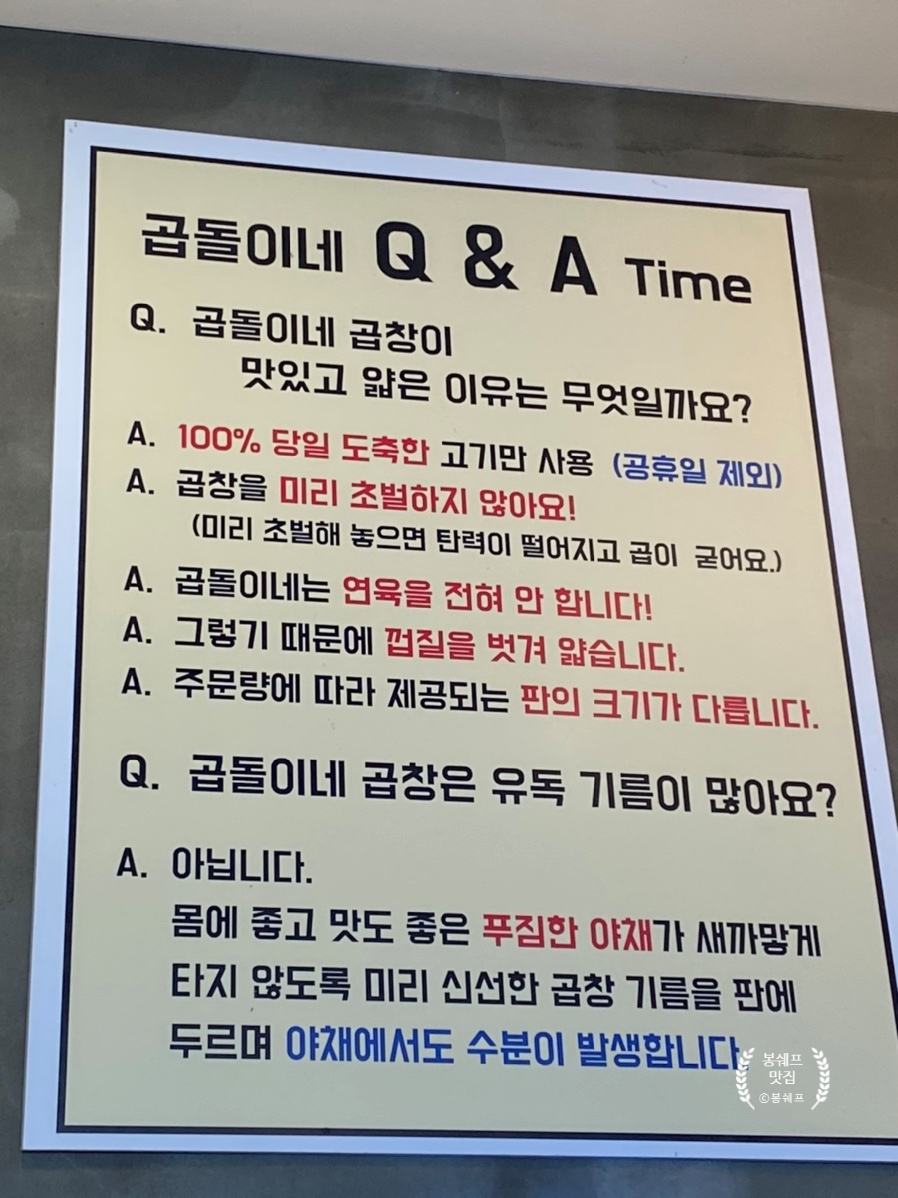 곱돌이네 Q & A Time
Q. 곱돌이네 곱창이
맛있고 얇은 이유는 무엇일까요?
A. 100% 당일 도축한 고기만 사용 (공휴일 제외)
A. 곱창을 미리 초벌하지 않아요!
(미리 초벌해 놓으면 탄력이 떨어지고 곱이 굳어요.)
A. 곱돌이네는 연육을 전혀 안 합니다!
A. 그렇기 때문에 껍질을 벗겨 얇습니다.
A. 주문량에 따라 제공되는 판의 크기가 다릅니다.
Q. 곱돌이네 곱창은 유독 기름이 많아요?
A. 아닙니다.
몸에 좋고 맛도 좋은 푸짐한 야채가 새까맣게
타지 않도록 미리 신선한 곱창 기름을 판에
두르며 야채에서도 수분이 발생합니다.
봉쉐프
맛집
©봉쉐프